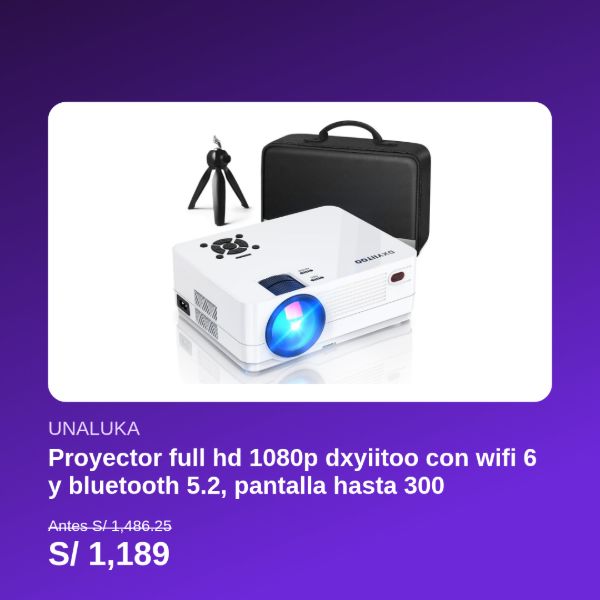 DXYIITOO
UNALUKA
Proyector full hd 1080p dxyiitoo con wifi 6
y bluetooth 5.2, pantalla hasta 300
Antes S/ 1,486.25
S/ 1,189